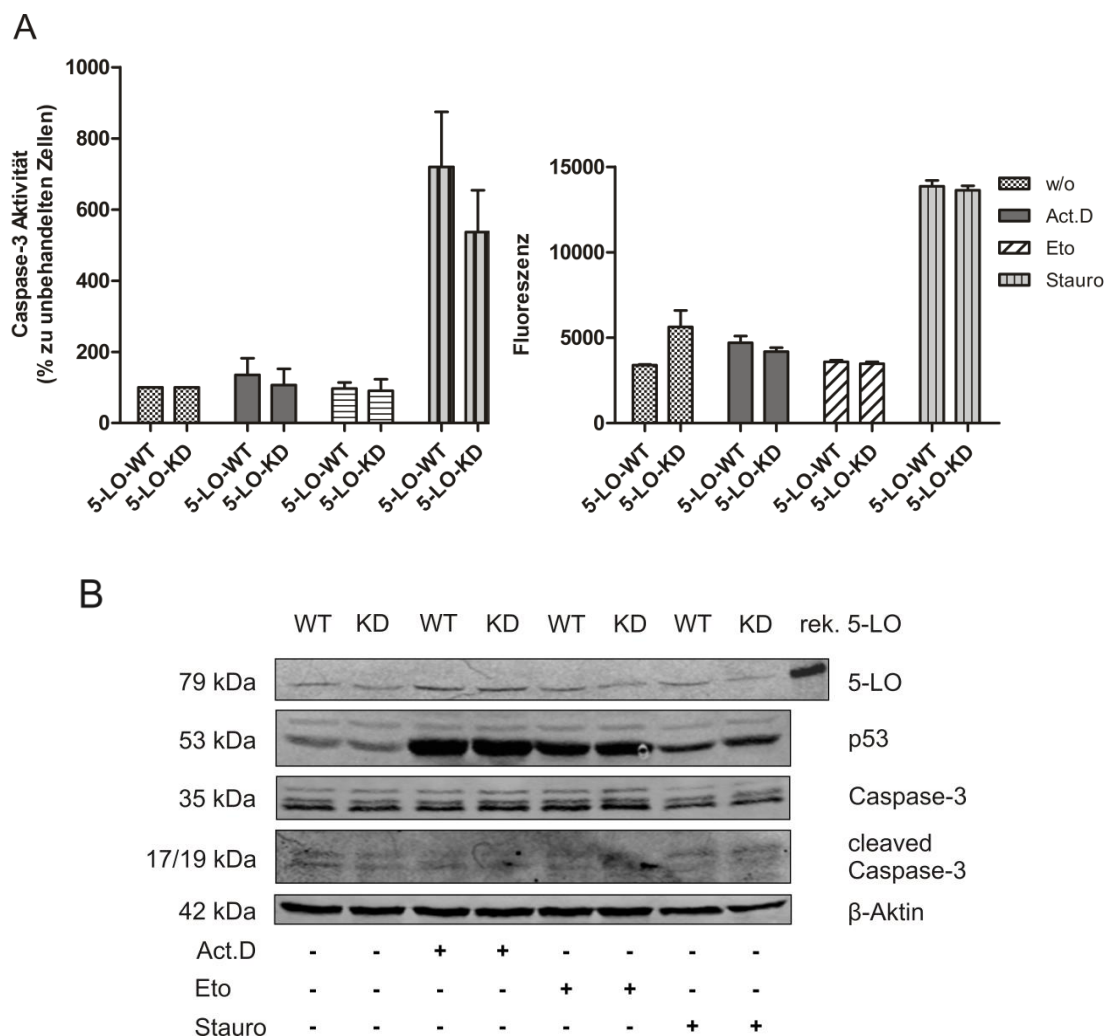 A
Caspase-3 Aktivität
(% zu unbehandelten Zellen)
1000
800
600
400
200
0
5-LO-WT
5-LO-KD
5-LO-WT
5-LO-KD
5-LO-WT
5-LO-KD
5-LO-WT
5-LO-KD
Fluoreszenz
15000
10000
5000
0
5-LO-WT
5-LO-KD
5-LO-WT
5-LO-KD
5-LO-WT
5-LO-KD
5-LO-WT
5-LO-KD
w/o
Act.D
Eto
Stauro
B
WT KD WT KD WT KD WT KD rek. 5-LO
79 kDa 5-LO
53 kDa p53
35 kDa Caspase-3
17/19 kDa cleaved Caspase-3
42 kDa β-Aktin
Act.D - - + + - - - -
Eto - - - - + + - -
Stauro - - - - - - + +